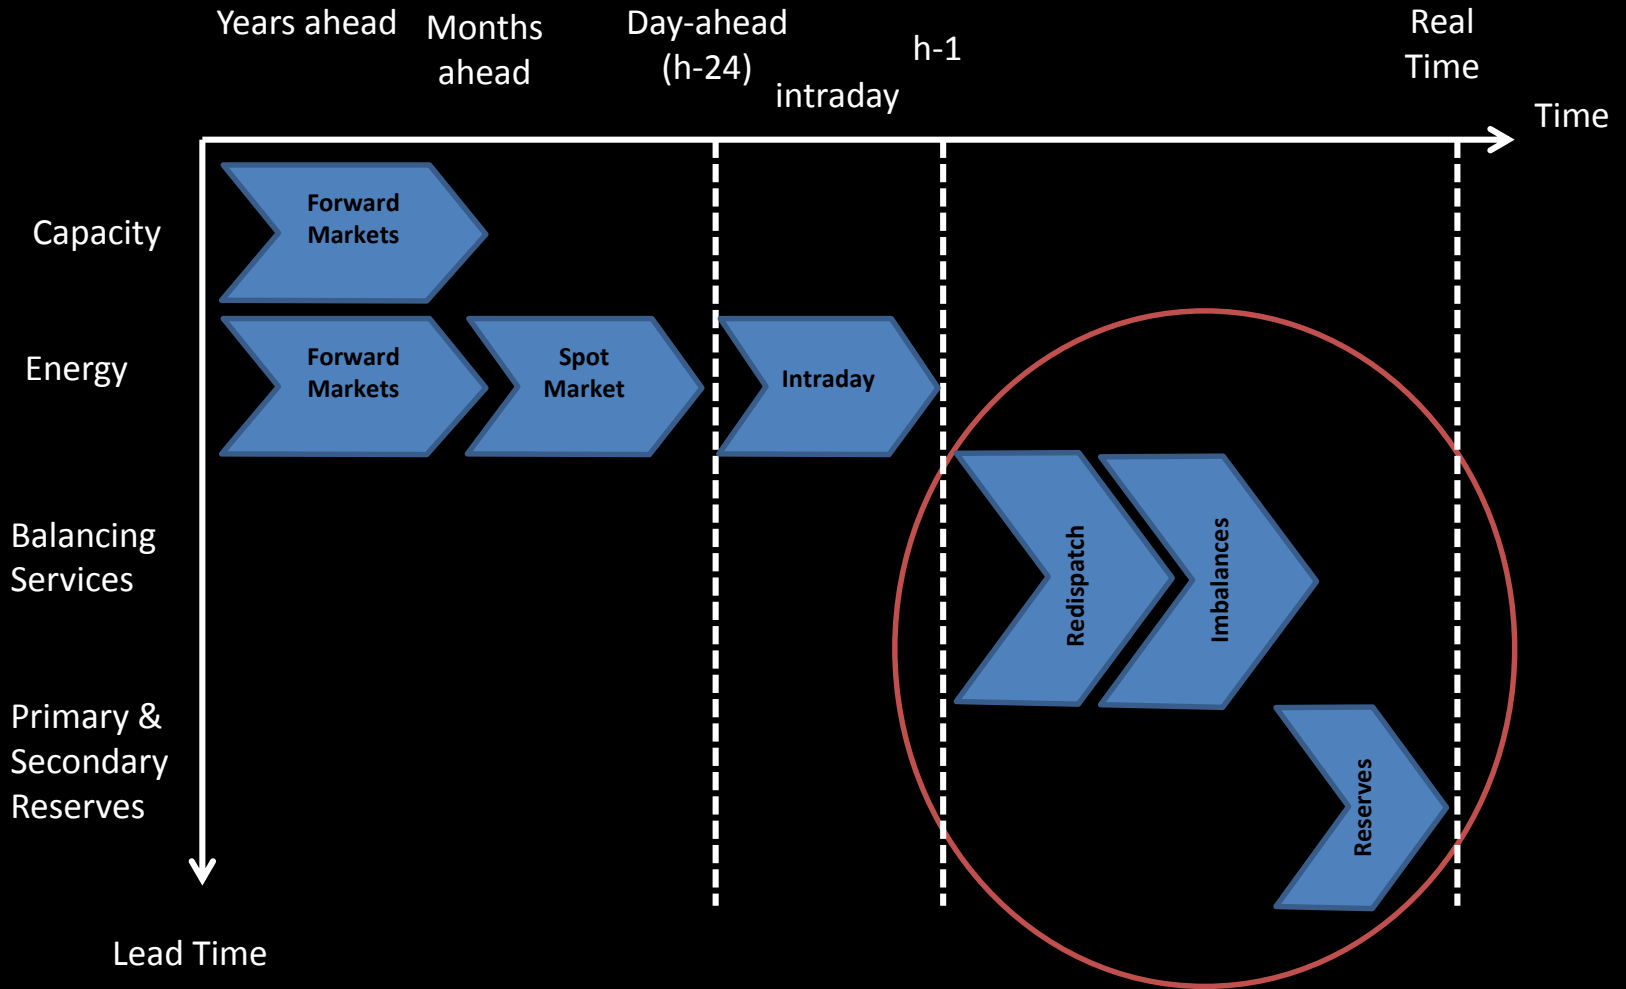 Years ahead
Months
ahead
Day-ahead
(h-24)
intraday
h-1
Real
Time
Time
Capacity
Forward
Markets
Energy
Forward
Markets
Spot
Market
Intraday
Balancing
Services
Redispatch
Imbalances
Primary &
Secondary
Reserves
Reserves
Lead Time